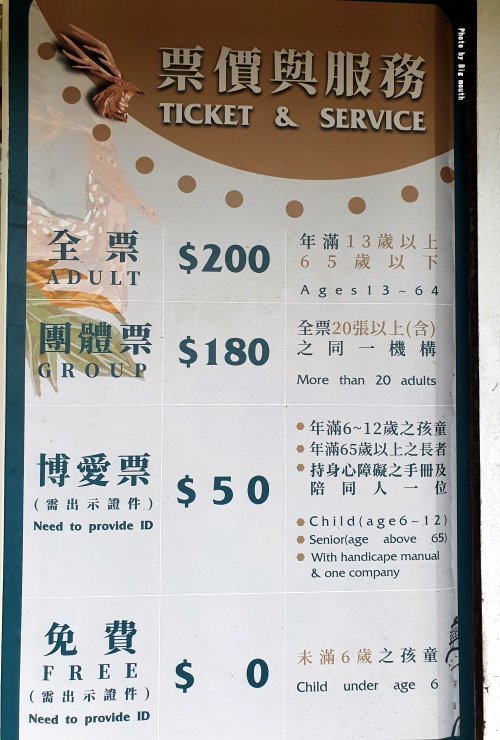 Photo by Big mouth
票價與服務
TICKET & SERVICE
全票
ADULT
$200
年滿13歲以上
65歲以下
Ages13~64
團體票
GROUP
$180
全票20張以上(含)
之同一機構
More than 20 adults
博愛票
(需出示證件)
Need to provide ID
$50
年滿6~12歲之孩童
年滿65歲以上之長者
持身心障礙之手冊及
陪同人一位
Child(age6~12)
Senior(age above 65)
With handicape manual
& one company
免費
FREE
(需出示證件)
Need to provide ID
$ 0
未滿6歲之孩童
Child under age 6